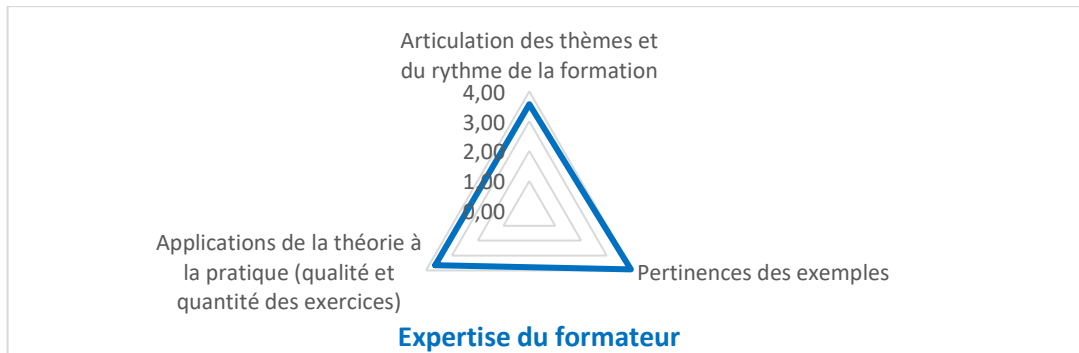 Articulation des thèmes et
du rythme de la formation
4,00
3,00
2,00
1,00
0,00
Applications de la théorie à
la pratique (qualité et
quantité des exercices)
Pertinences des exemples
Expertise du formateur